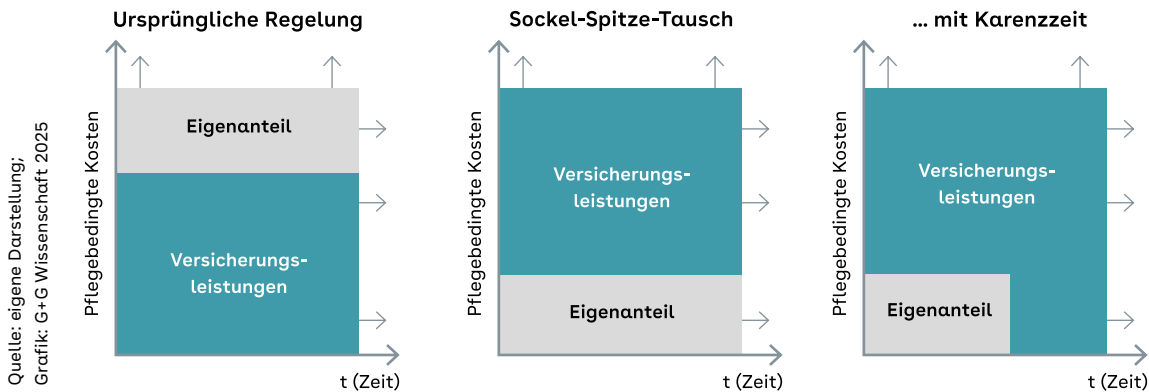 Ursprüngliche Regelung
Pflegebedingte Kosten
Eigenanteil
Versicherungs-
leistungen
t (Zeit)
Sockel-Spitze-Tausch
Pflegebedingte Kosten
Versicherungs-
leistungen
Eigenanteil
t (Zeit)
... mit Karenzzeit
Pflegebedingte Kosten
Versicherungs-
leistungen
Eigenanteil
t (Zeit)
Quelle: eigene Darstellung;
Grafik: G+G Wissenschaft 2025